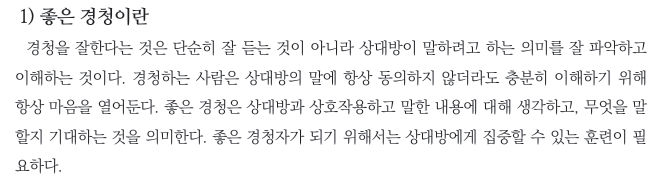 1) 좋은 경청이란
경청을 잘한다는 것은 단순히 잘 듣는 것이 아니라 상대방이 말하려고 하는 의미를 잘 파악하고
이해하는 것이다. 경청하는 사람은 상대방의 말에 항상 동의하지 않더라도 충분히 이해하기 위해
항상 마음을 열어둔다. 좋은 경청은 상대방과 상호작용하고 말한 내용에 대해 생각하고, 무엇을 말
할지 기대하는 것을 의미한다. 좋은 경청자가 되기 위해서는 상대방에게 집중할 수 있는 훈련이 필
요하다.